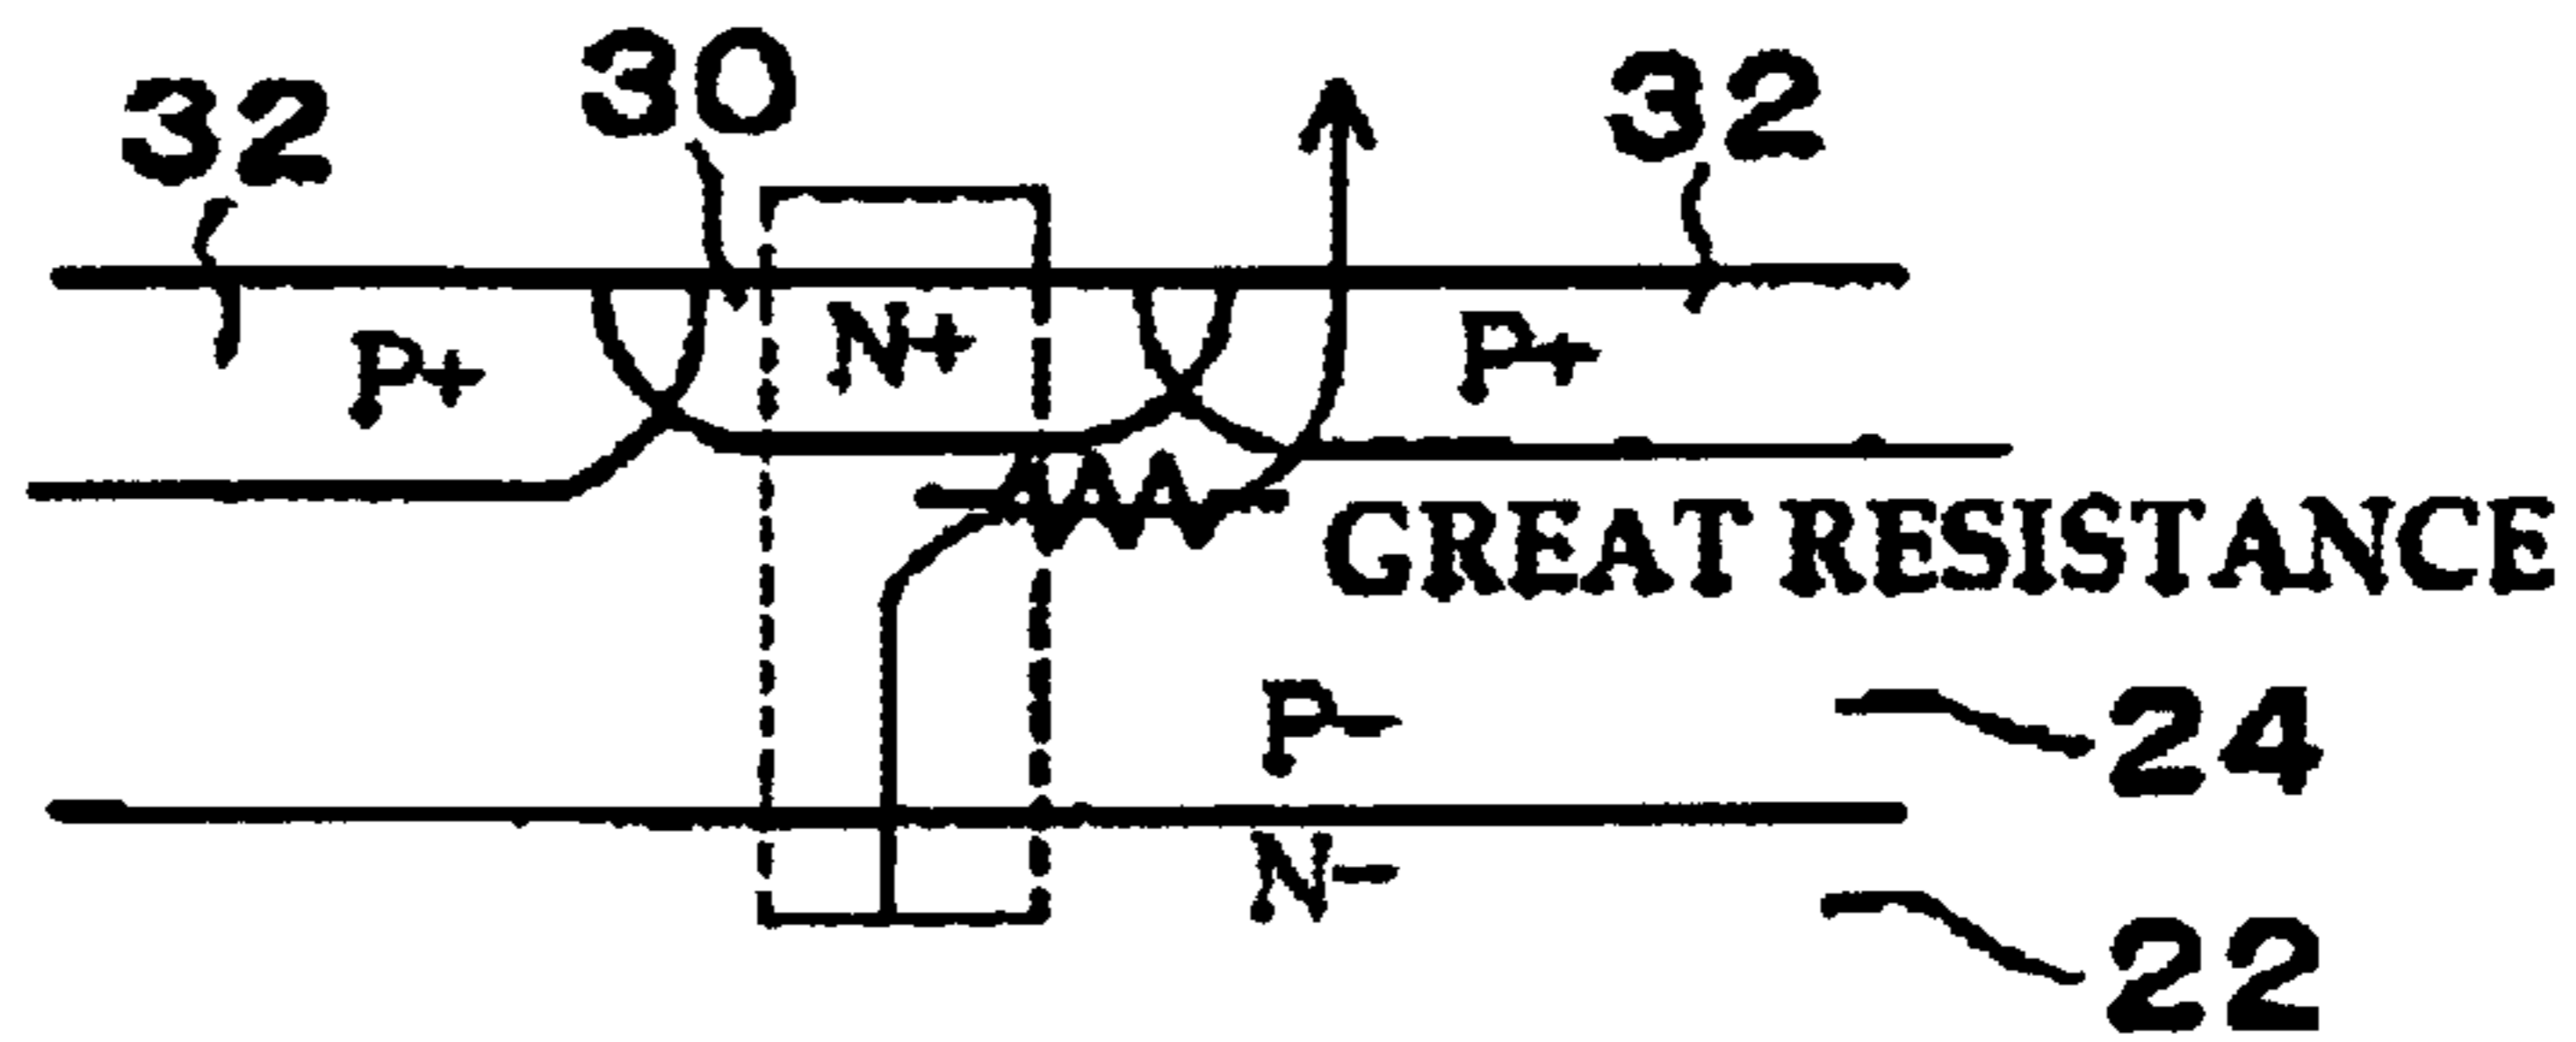 32 30 32
P+ N+ P+
GREAT RESISTANCE
P- 24
N- 22